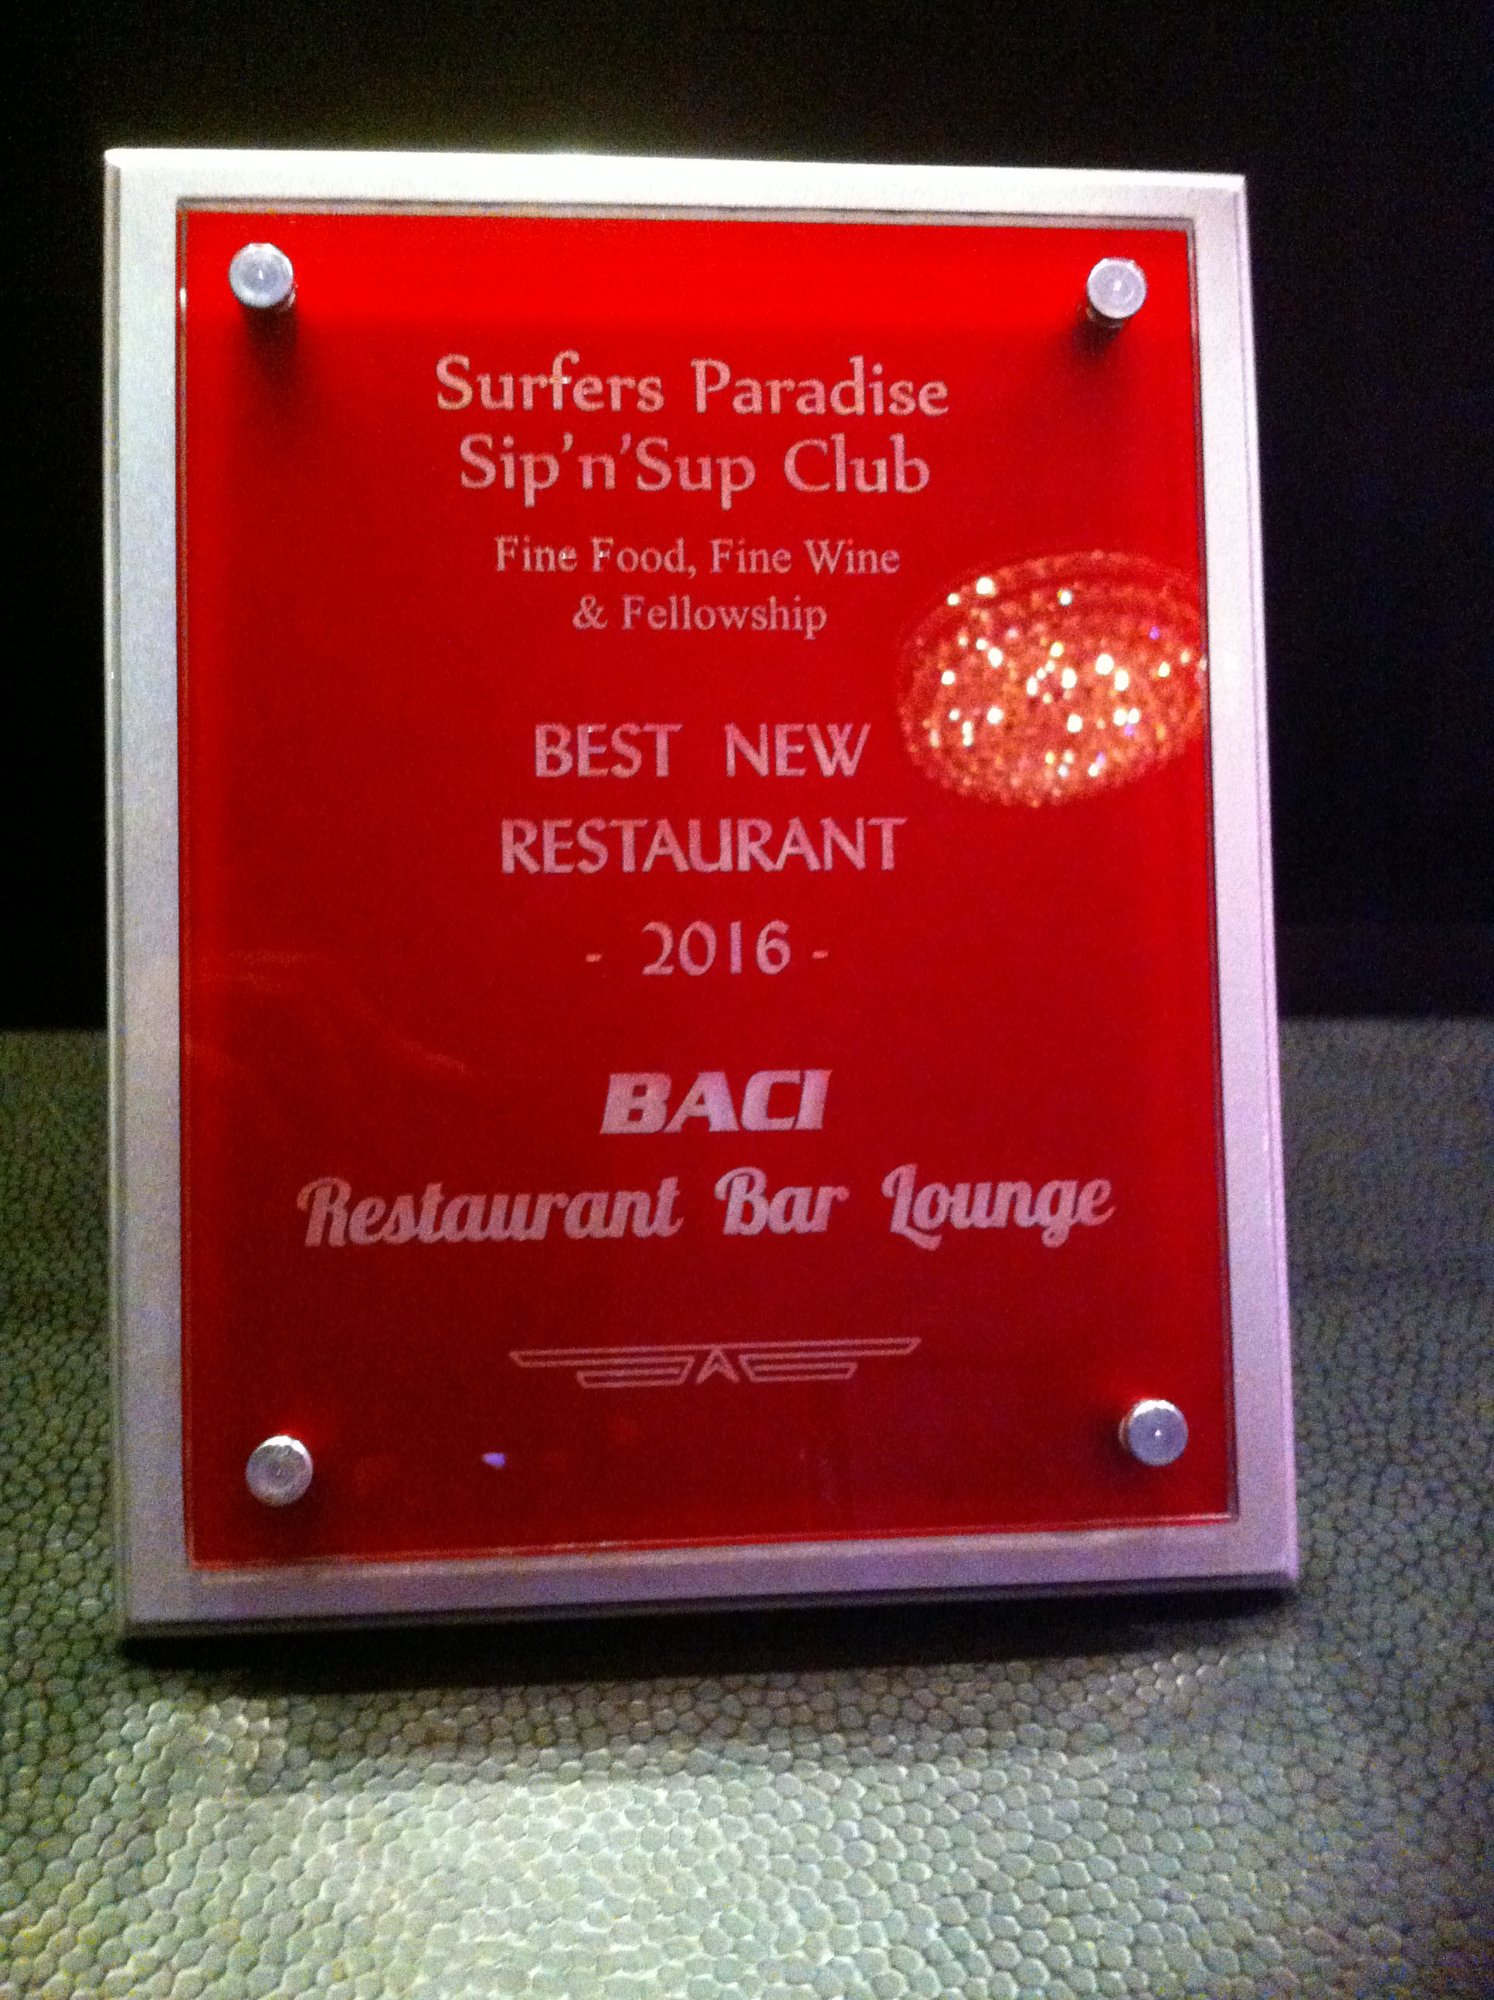 Surfers Paradise
Sip'n'Sup Club
Fine Food, Fine Wine
& Fellowship
BEST NEW
RESTAURANT
- 2016 -
BACI
Restaurant Bar Lounge